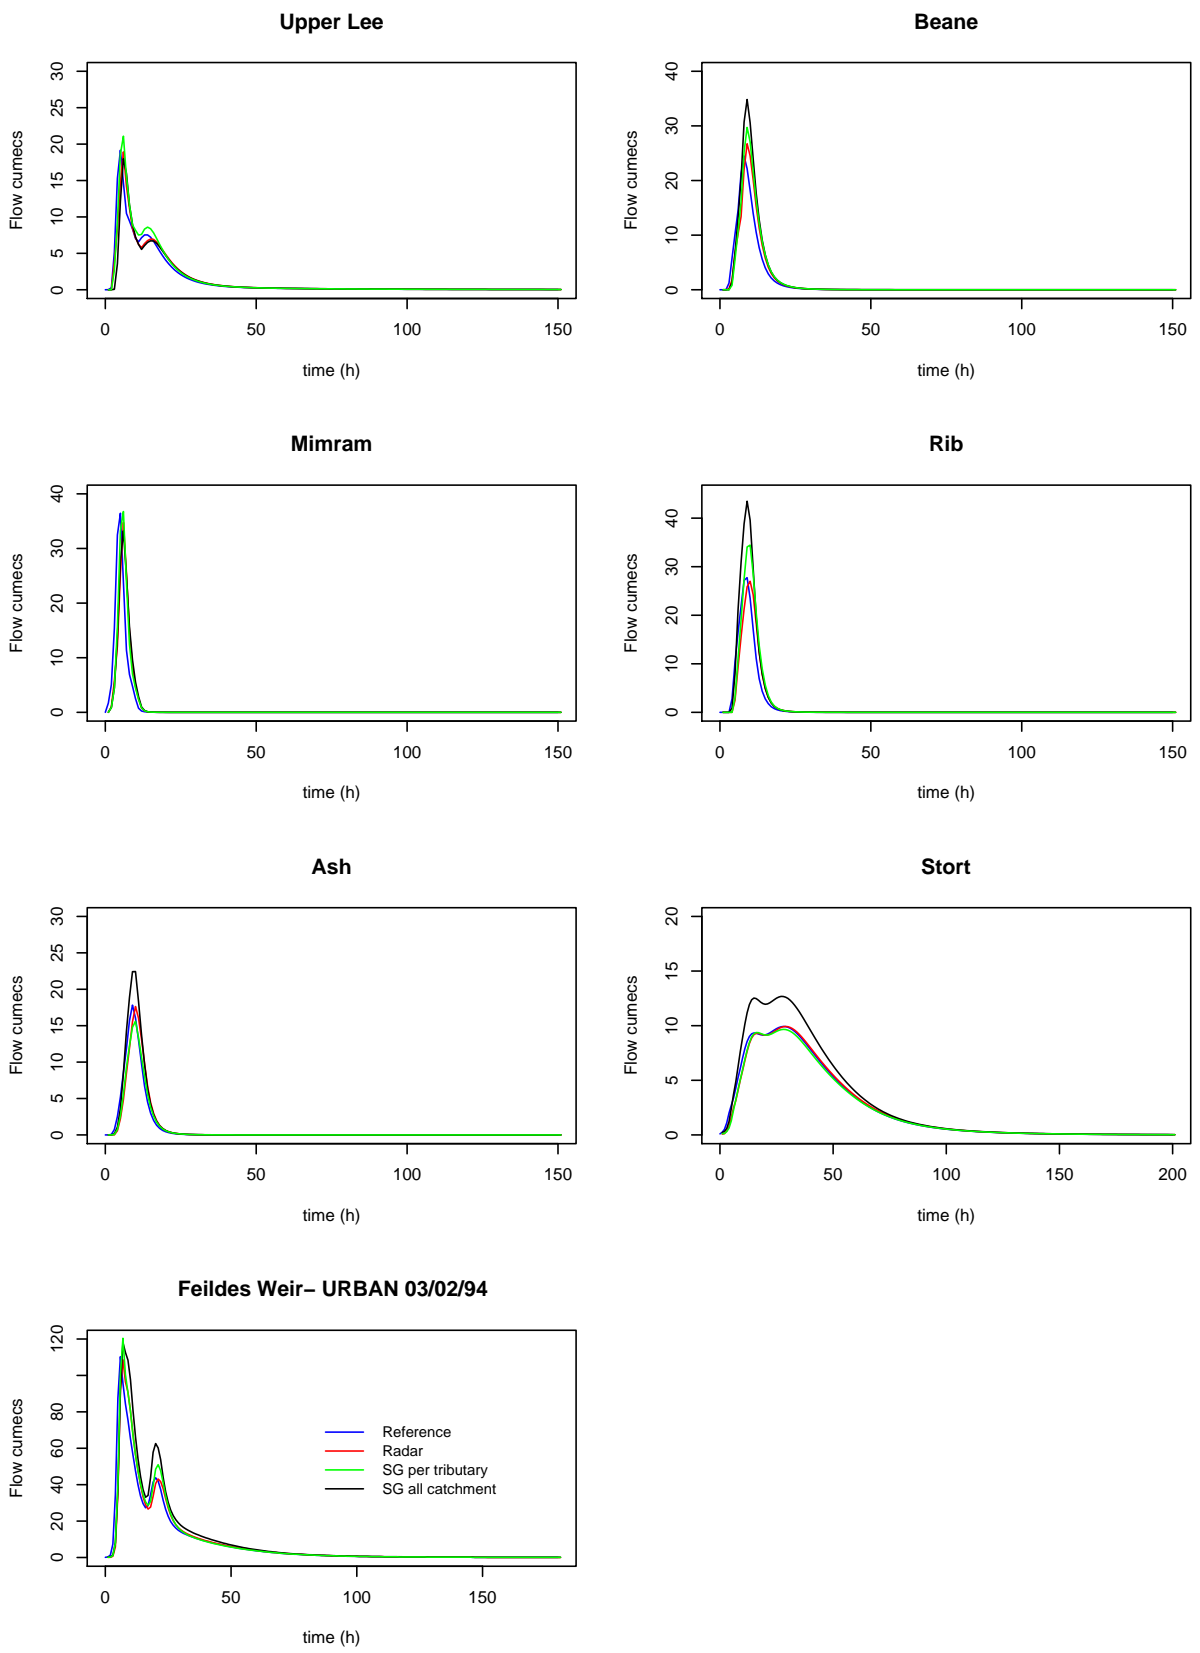 Upper Lee
Flow cumecs
0 5 10 15 20 25 30
0 50 100 150
time (h)
Beane
Flow cumecs
0 10 20 30 40
0 50 100 150
time (h)
Mimram
Flow cumecs
0 10 20 30 40
0 50 100 150
time (h)
Rib
Flow cumecs
0 10 20 30 40
0 50 100 150
time (h)
Ash
Flow cumecs
0 5 10 15 20 25 30
0 50 100 150
time (h)
Stort
Flow cumecs
0 5 10 15 20
0 50 100 150 200
time (h)
Feildes Weir– URBAN 03/02/94
Flow cumecs
0 20 40 60 80 120
Reference
Radar
SG per tributary
SG all catchment
0 50 100 150
time (h)